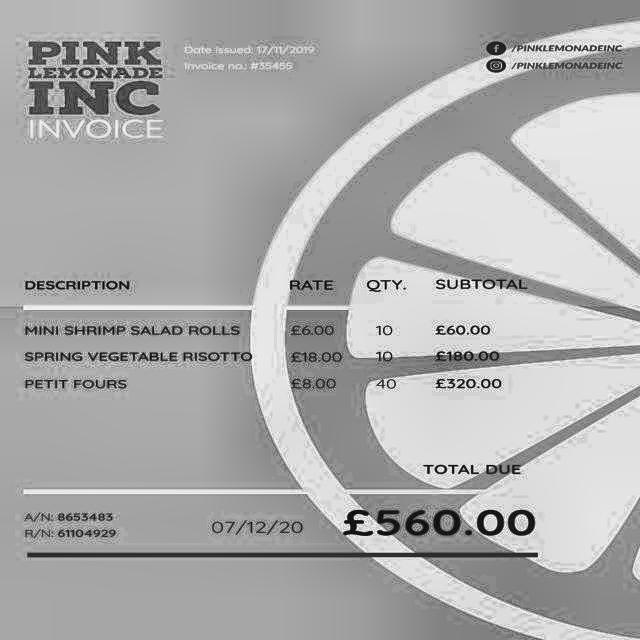 PINK
LEMONADE
INC
INVOICE
Date Issued: 17/11/2019
Invoice no.: #35455
/PINKLEMONADEINC
/PINKLEMONADEINC
DESCRIPTION RATE QTY. SUBTOTAL
MINI SHRIMP SALAD ROLLS £6.00 10 £60.00
SPRING VEGETABLE RISOTTO £18.00 10 £180.00
PETIT FOURS £8.00 40 £320.00
TOTAL DUE
A/N: 8653483
R/N: 61104929
07/12/20
£560.00